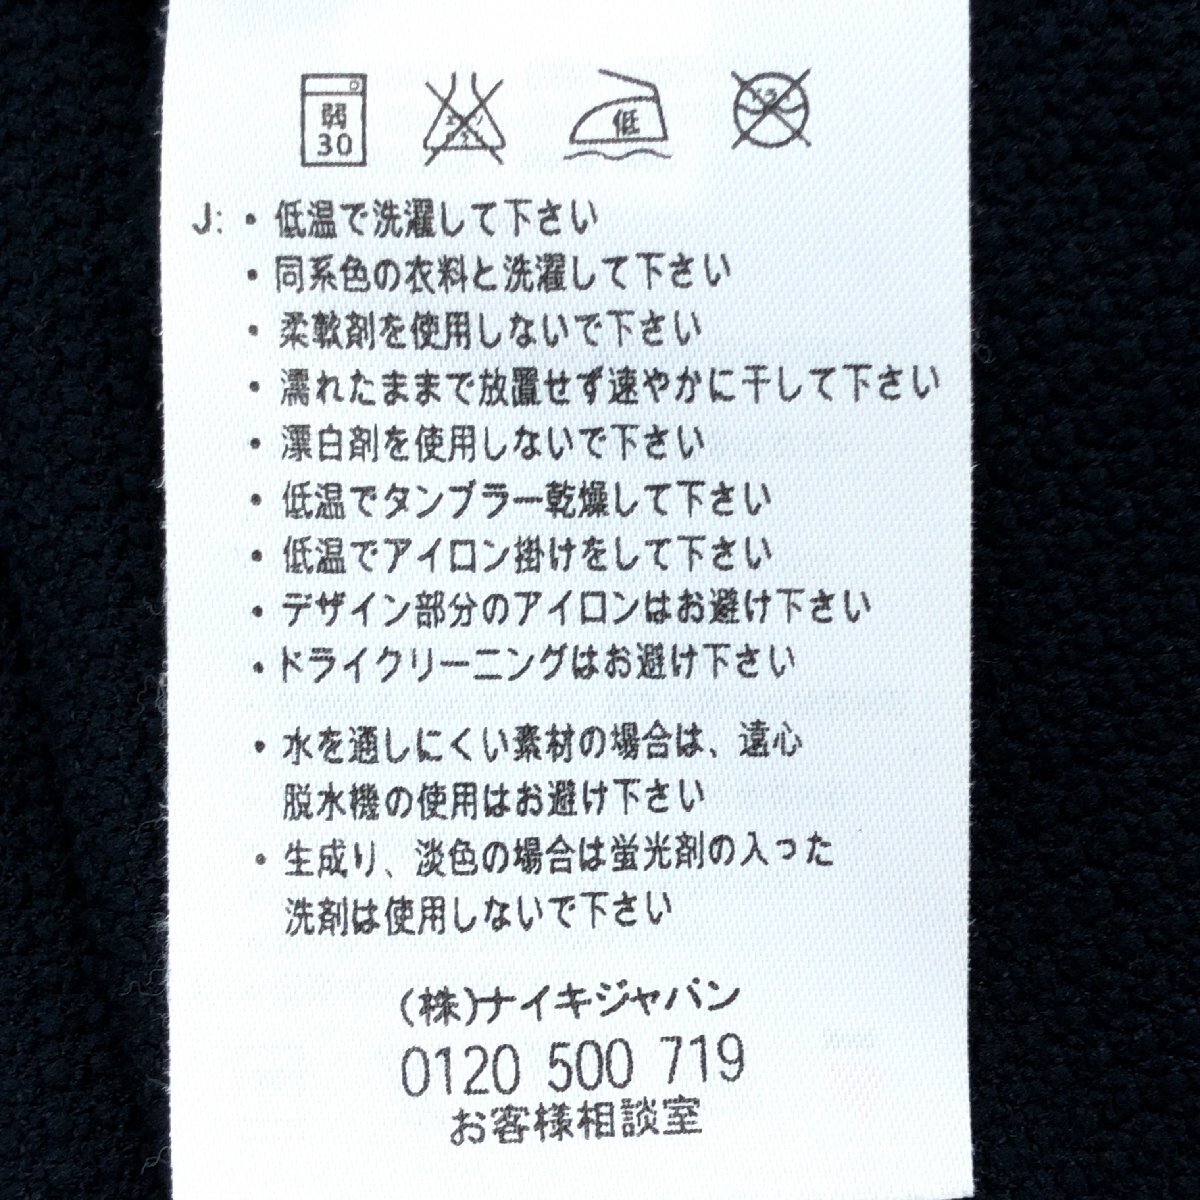 弱
30
エンソ
サラシ
低
ドライ
J: ・低温で洗濯して下さい
・同系色の衣料と洗濯して下さい
・柔軟剤を使用しないで下さい
・濡れたままで放置せず速やかに干して下さい
・漂白剤を使用しないで下さい
・低温でタンブラー乾燥して下さい
・低温でアイロン掛けをして下さい
・デザイン部分のアイロンはお避け下さい
・ドライクリーニングはお避け下さい
・水を通しにくい素材の場合は、遠心
脱水機の使用はお避け下さい
・生成り、淡色の場合は蛍光剤の入った
洗剤は使用しないで下さい
(株)ナイキジャパン
0120 500 719
お客様相談室